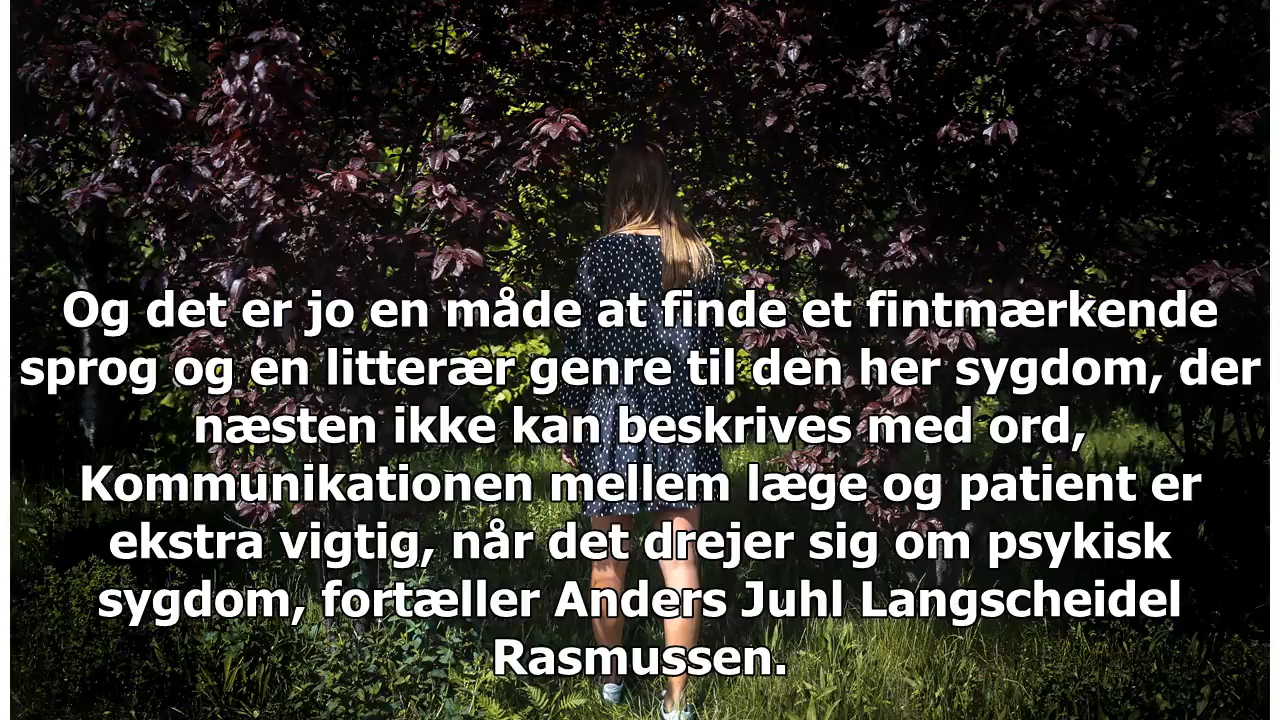 Og det er jo en måde at finde et fintmærkende
sprog og en litterær genre til den her sygdom, der
næsten ikke kan beskrives med ord,
Kommunikationen mellem læge og patient er
ekstra vigtig, når det drejer sig om psykisk
sygdom, fortæller Anders Juhl Langscheidel
Rasmussen.